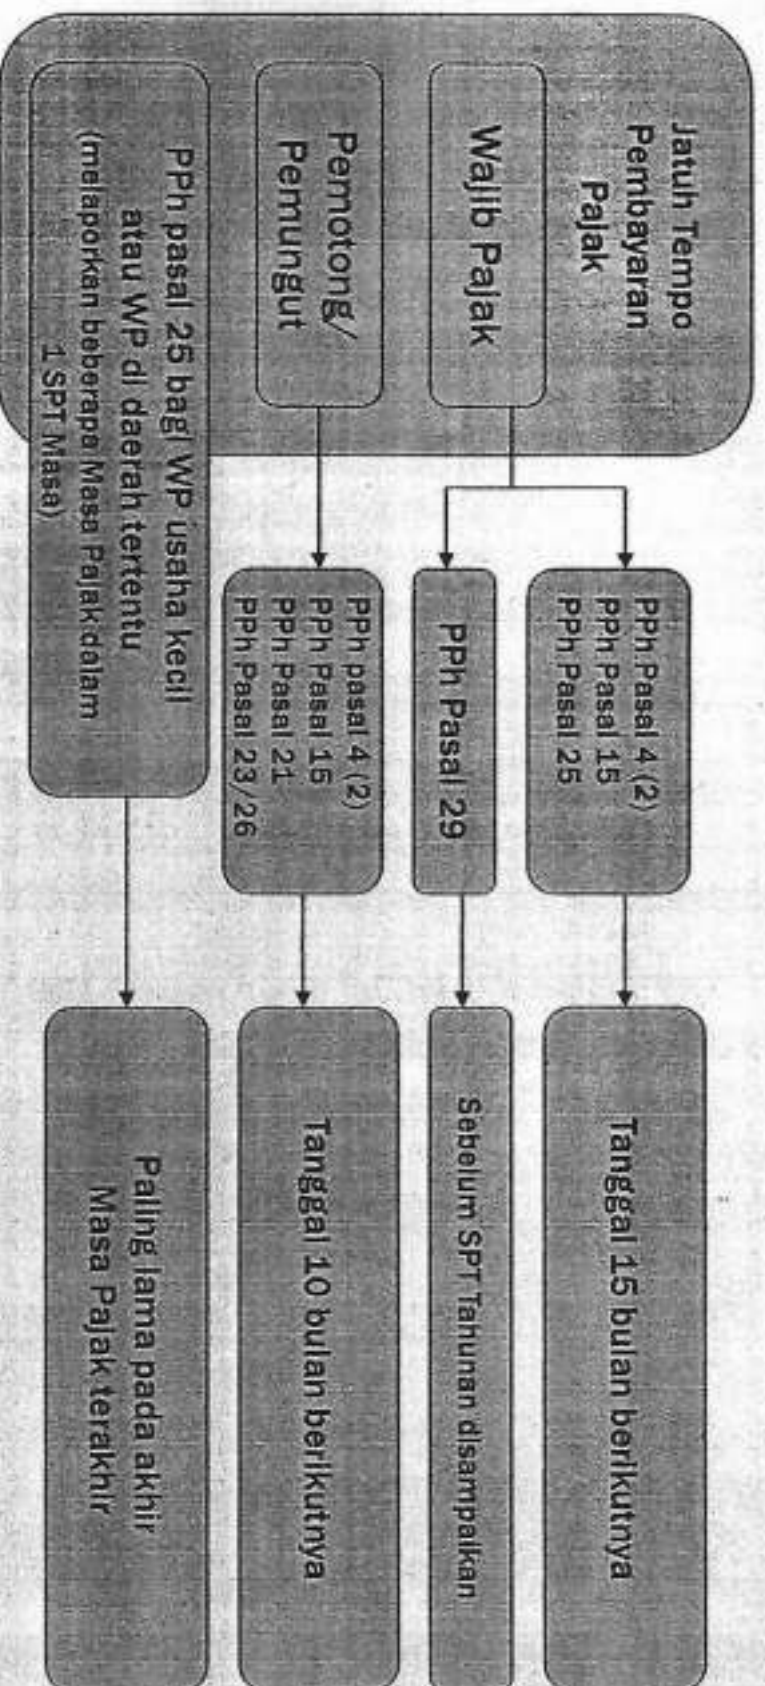 Jatuh Tempo
Pembayaran
Pajak
Wajib Pajak
PPh Pasal 4 (2)
PPh Pasal 15
PPh Pasal 25
Tanggal 15 bulan berikutnya
PPh Pasal 29
Sebelum SPT Tahunan disampaikan
Pemotong/
Pemungut
PPh pasal 4 (2)
PPh Pasal 15
PPh Pasal 21
PPh Pasal 23/26
Tanggal 10 bulan berikutnya
PPh pasal 25 bagi WP usaha kecil
atau WP di daerah tertentu
(melaporkan beberapa Masa Pajak dalam
1 SPT Masa)
Paling lama pada akhir
Masa Pajak terakhir